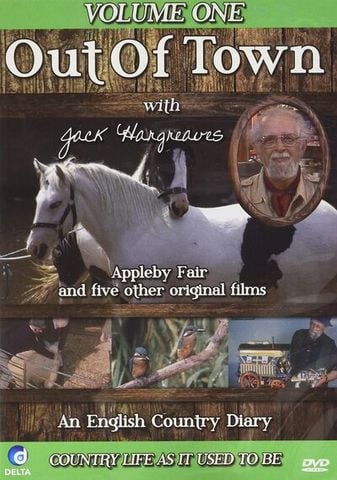 VOLUME ONE
Out Of Town
with
Jack Hargreaves
Appleby Fair
and five other original films
An English Country Diary
DELTA
COUNTRY LIFE AS IT USED TO BE
DVD